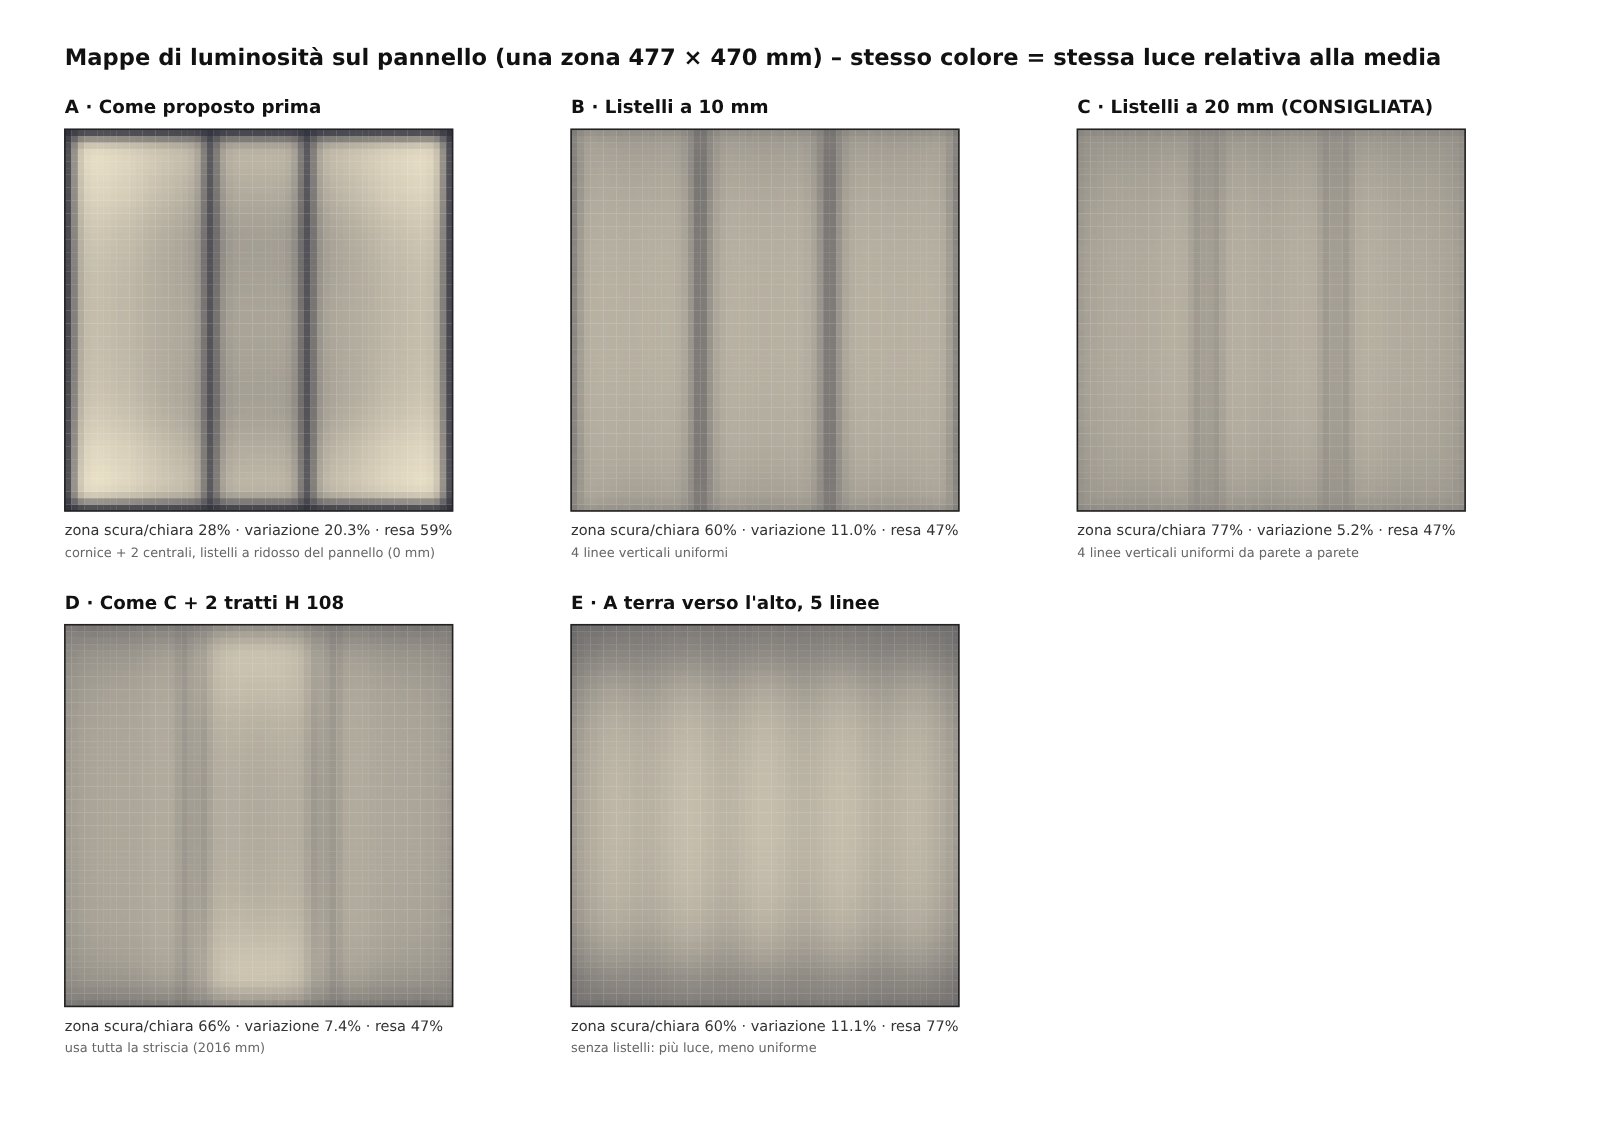 Mappe di luminosità sul pannello (una zona 477 × 470 mm) – stesso colore = stessa luce relativa alla media
A · Come proposto prima
B · Listelli a 10 mm
C · Listelli a 20 mm (CONSIGLIATA)
zona scura/chiara 28% · variazione 20.3% · resa 59%
zona scura/chiara 60% · variazione 11.0% · resa 47%
zona scura/chiara 77% · variazione 5.2% · resa 47%
cornice + 2 centrali, listelli a ridosso del pannello (0 mm)
4 linee verticali uniformi
4 linee verticali uniformi da parete a parete
D · Come C + 2 tratti H 108
E · A terra verso l'alto, 5 linee
zona scura/chiara 66% · variazione 7.4% · resa 47%
zona scura/chiara 60% · variazione 11.1% · resa 77%
usa tutta la striscia (2016 mm)
senza listelli: più luce, meno uniforme